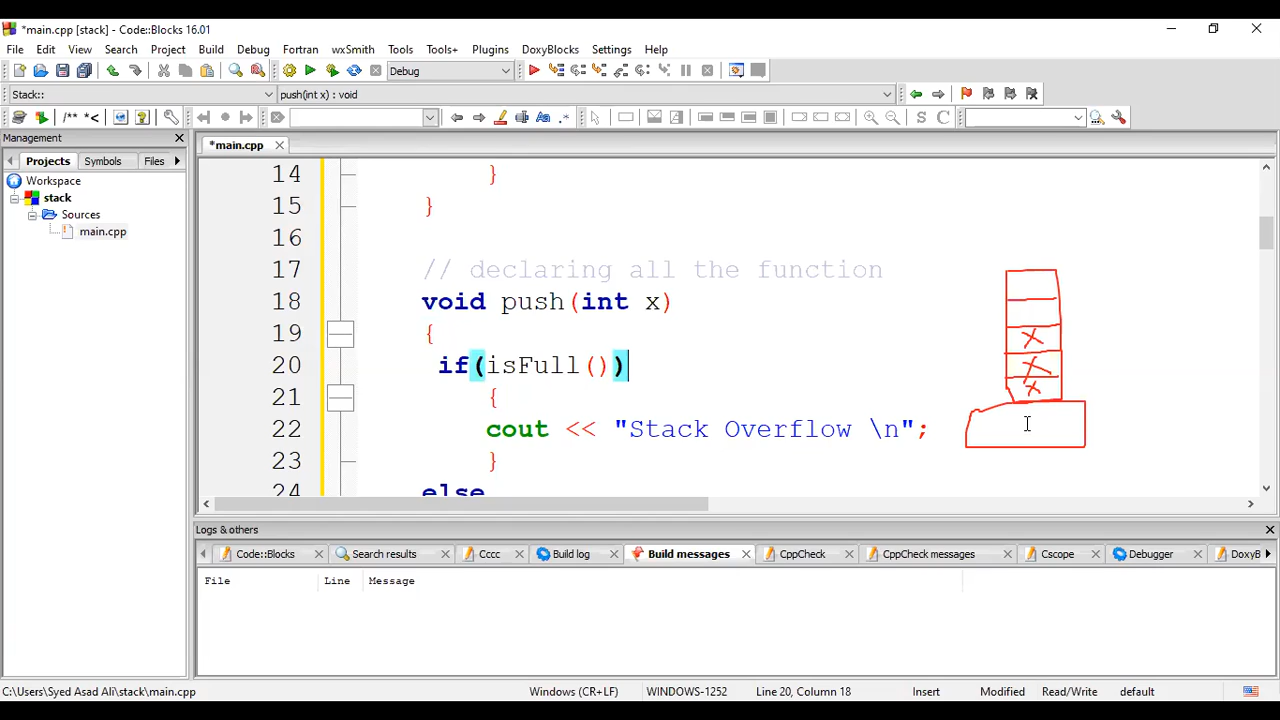 *main.cpp [stack] - Code::Blocks 16.01
File Edit View Search Project Build Debug Fortran wxSmith Tools Tools+ Plugins DoxyBlocks Settings Help
Debug
Stack:: push(int x) : void
/** *< Aa .* S C
Management
*main.cpp
Projects Symbols Files
Workspace
stack
Sources
main.cpp
14 }
15 }
16
17 // declaring all the function
18 void push(int x)
19 {
20 if(isFull())
21 {
22 cout << "Stack Overflow \n";
23 }
24 else
X
X
X
Logs & others
Code::Blocks Search results Cccc Build log Build messages CppCheck CppCheck messages Cscope Debugger DoxyB
File Line Message
C:\Users\Syed Asad Ali\stack\main.cpp Windows (CR+LF) WINDOWS-1252 Line 20, Column 18 Insert Modified Read/Write default